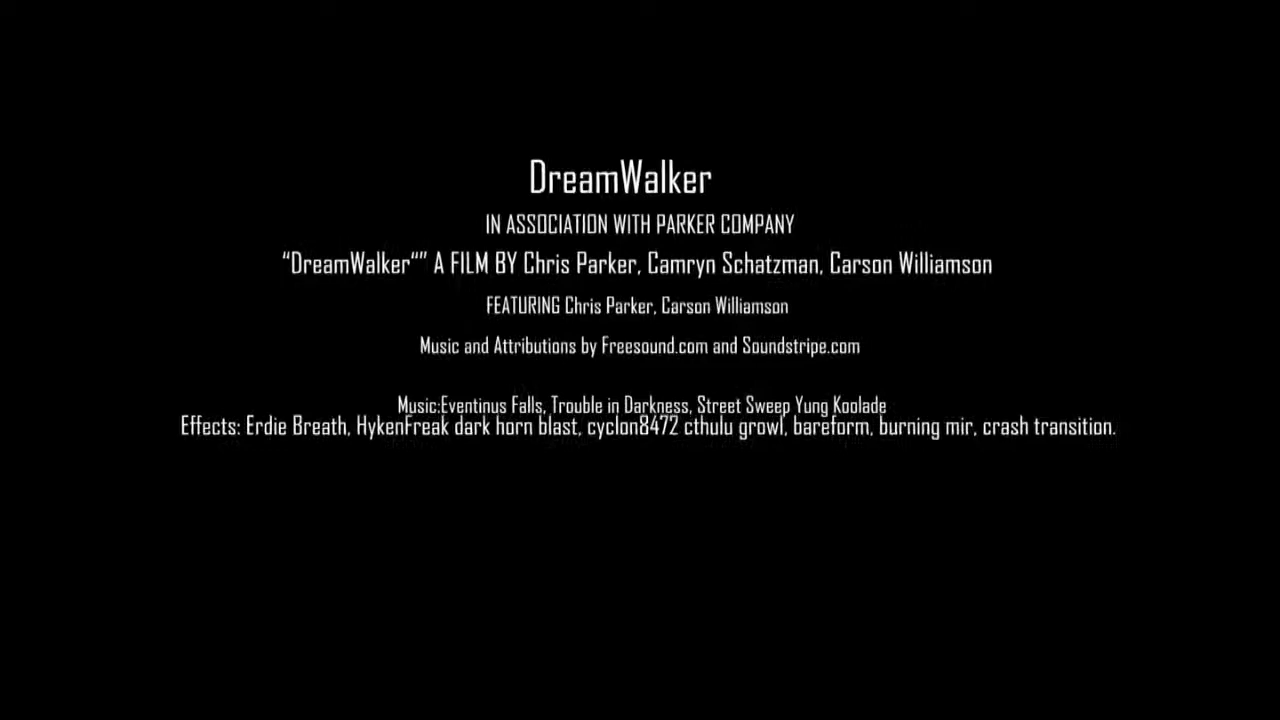 DreamWalker
IN ASSOCIATION WITH PARKER COMPANY
“DreamWalker“” A FILM BY Chris Parker, Camryn Schatzman, Carson Williamson
FEATURING Chris Parker, Carson Williamson
Music and Attributions by Freesound.com and Soundstripe.com
Music:Eventinus Falls, Trouble in Darkness, Street Sweep Yung Koolade
Effects: Erdie Breath, HykenFreak dark horn blast, cyclon8472 cthulu growl, bareform, burning mir, crash transition.